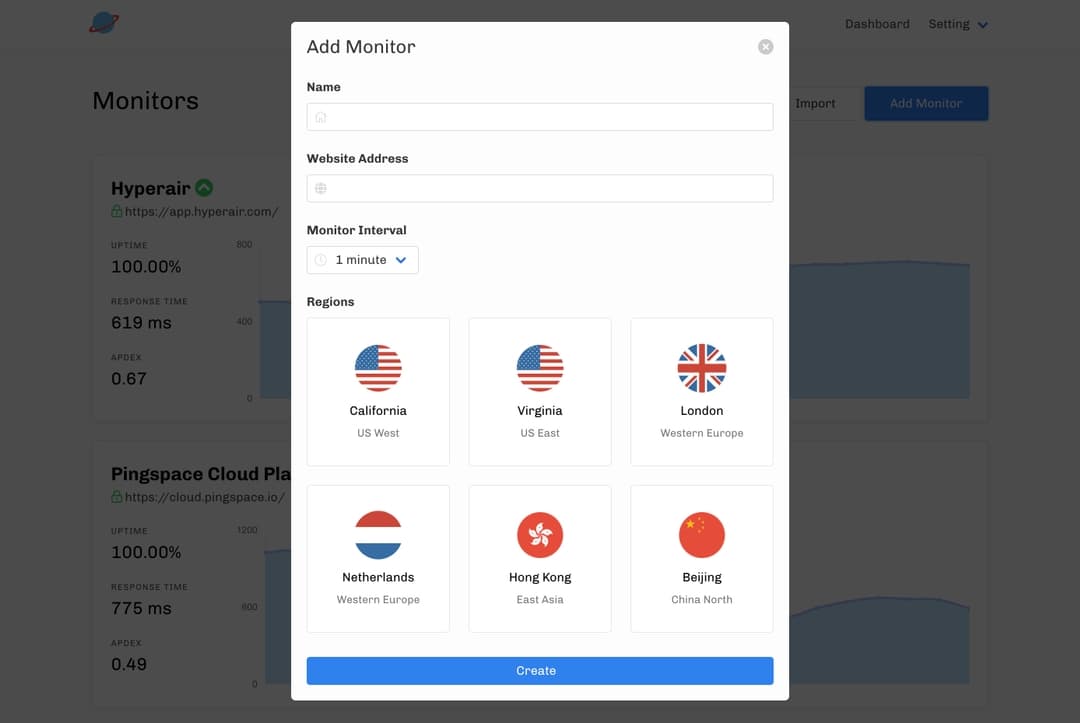 Dashboard Setting
Monitors
Import
Add Monitor
Hyperair
https://app.hyperair.com/
UPTIME
100.00%
RESPONSE TIME
619 ms
APDEX
0.67
800
400
0
Pingspace Cloud Pla
https://cloud.pingspace.io/
UPTIME
100.00%
RESPONSE TIME
775 ms
APDEX
0.49
1200
600
0
Add Monitor
Name
Website Address
Monitor Interval
1 minute
Regions
California
US West
Virginia
US East
London
Western Europe
Netherlands
Western Europe
Hong Kong
East Asia
Beijing
China North
Create